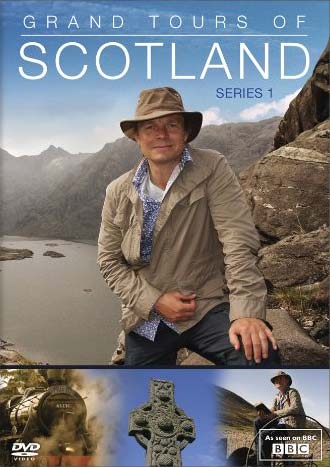 GRAND TOURS OF
SCOTLAND
SERIES 1
DVD
VIDEO
As seen on BBC
BBC